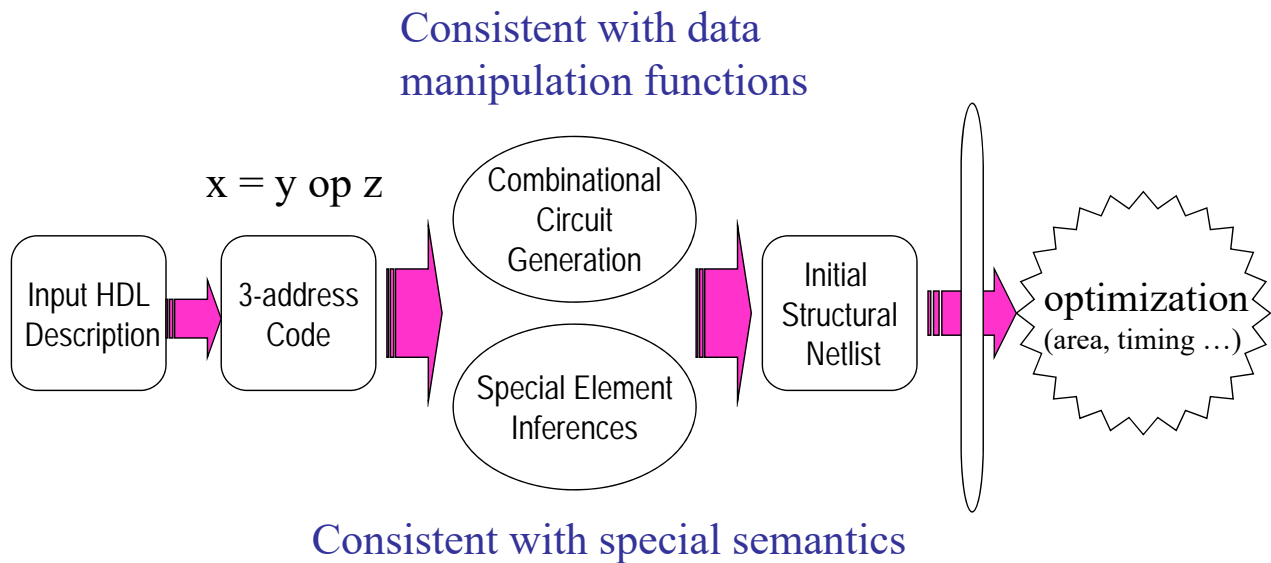 Consistent with data
manipulation functions
x = y op z
Input HDL
Description
3-address
Code
Combinational
Circuit
Generation
Special Element
Inferences
Initial
Structural
Netlist
optimization
(area, timing …)
Consistent with special semantics